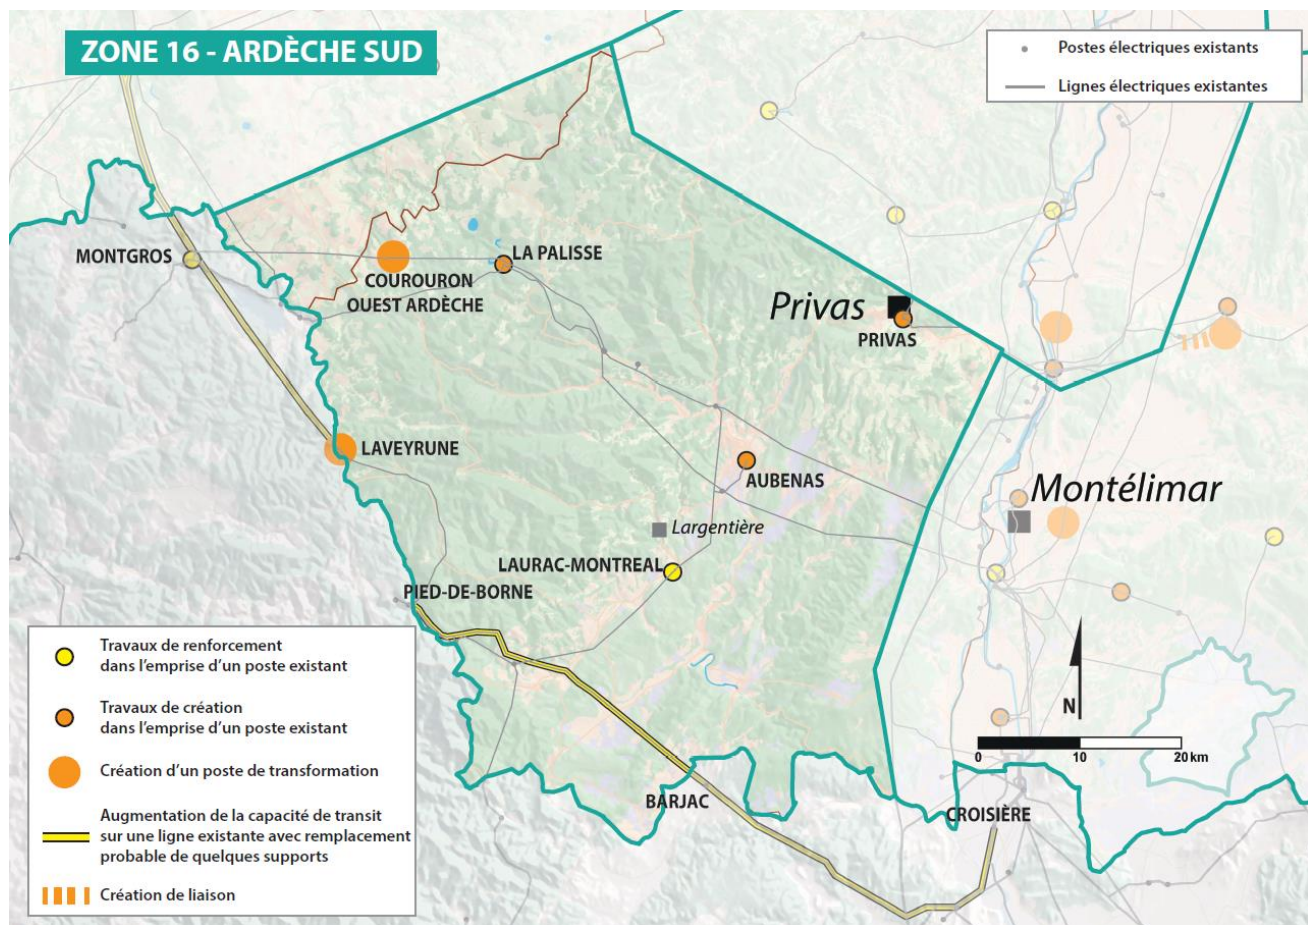 ZONE 16 - ARDÈCHE SUD
Postes électriques existants
Lignes électriques existantes
MONTGROS
LA PALISSE
COUROURON
OUEST ARDÈCHE
Privas
PRIVAS
LAVEYRUNE
AUBENAS
Montélimar
Largentière
LAURAC-MONTREAL
PIED-DE-BORNE
Travaux de renforcement
dans l'emprise d'un poste existant
Travaux de création
dans l'emprise d'un poste existant
Création d'un poste de transformation
Augmentation de la capacité de transit
sur une ligne existante avec remplacement
probable de quelques supports
Création de liaison
N
0 10 20 km
BARJAC
CROISIÈRE